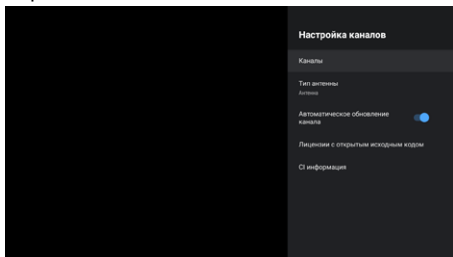 Настройка каналов
Каналы
Тип антенны
Антенна
Автоматическое обновление
канала
Лицензии с открытым исходным кодом
CI информация